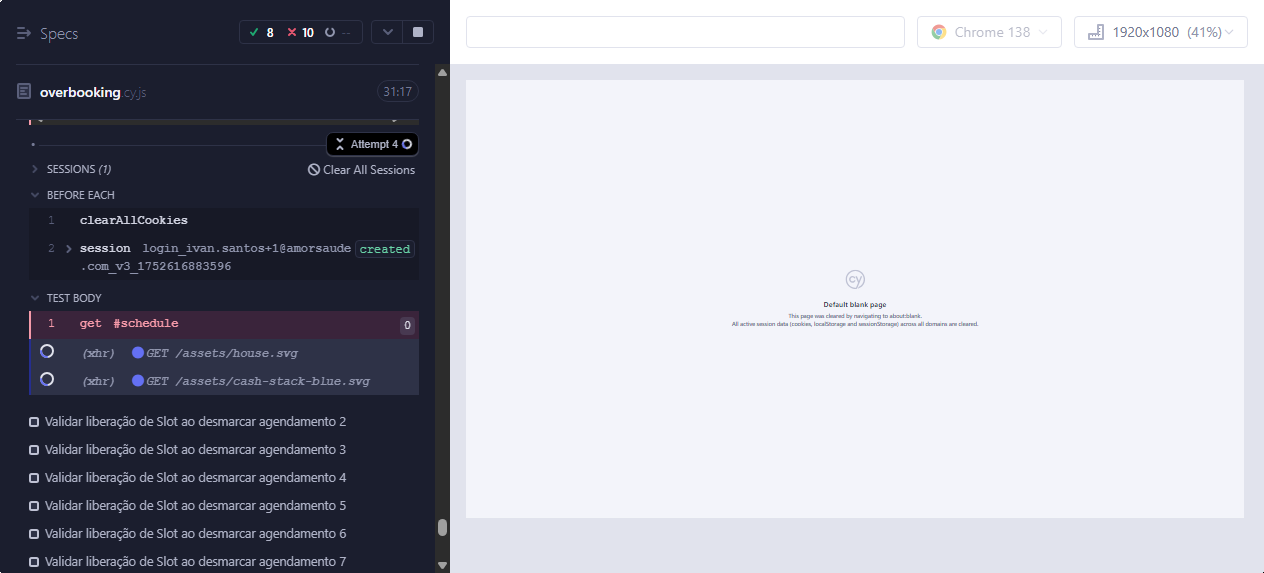 Specs
8 10 --
Chrome 138
1920x1080 (41%)
overbooking.cy.js
31:17
Attempt 4
SESSIONS (1)
Clear All Sessions
BEFORE EACH
1 clearAllCookies
2 session login_ivan.santos+1@amorsaude created
.com_v3_1752616883596
TEST BODY
1 get #schedule 0
(xhr) GET /assets/house.svg
(xhr) GET /assets/cash-stack-blue.svg
Validar liberação de Slot ao desmarcar agendamento 2
Validar liberação de Slot ao desmarcar agendamento 3
Validar liberação de Slot ao desmarcar agendamento 4
Validar liberação de Slot ao desmarcar agendamento 5
Validar liberação de Slot ao desmarcar agendamento 6
Validar liberação de Slot ao desmarcar agendamento 7
cy
Default blank page
This page was cleared by navigating to about:blank.
All active session data (cookies, localStorage and sessionStorage) across all domains are cleared.